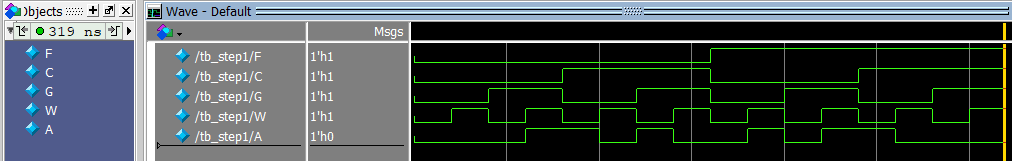 Objects
319 ns
F
C
G
W
A
Wave - Default
Msgs
/tb_step1/F 1'h1
/tb_step1/C 1'h1
/tb_step1/G 1'h1
/tb_step1/W 1'h1
/tb_step1/A 1'h0